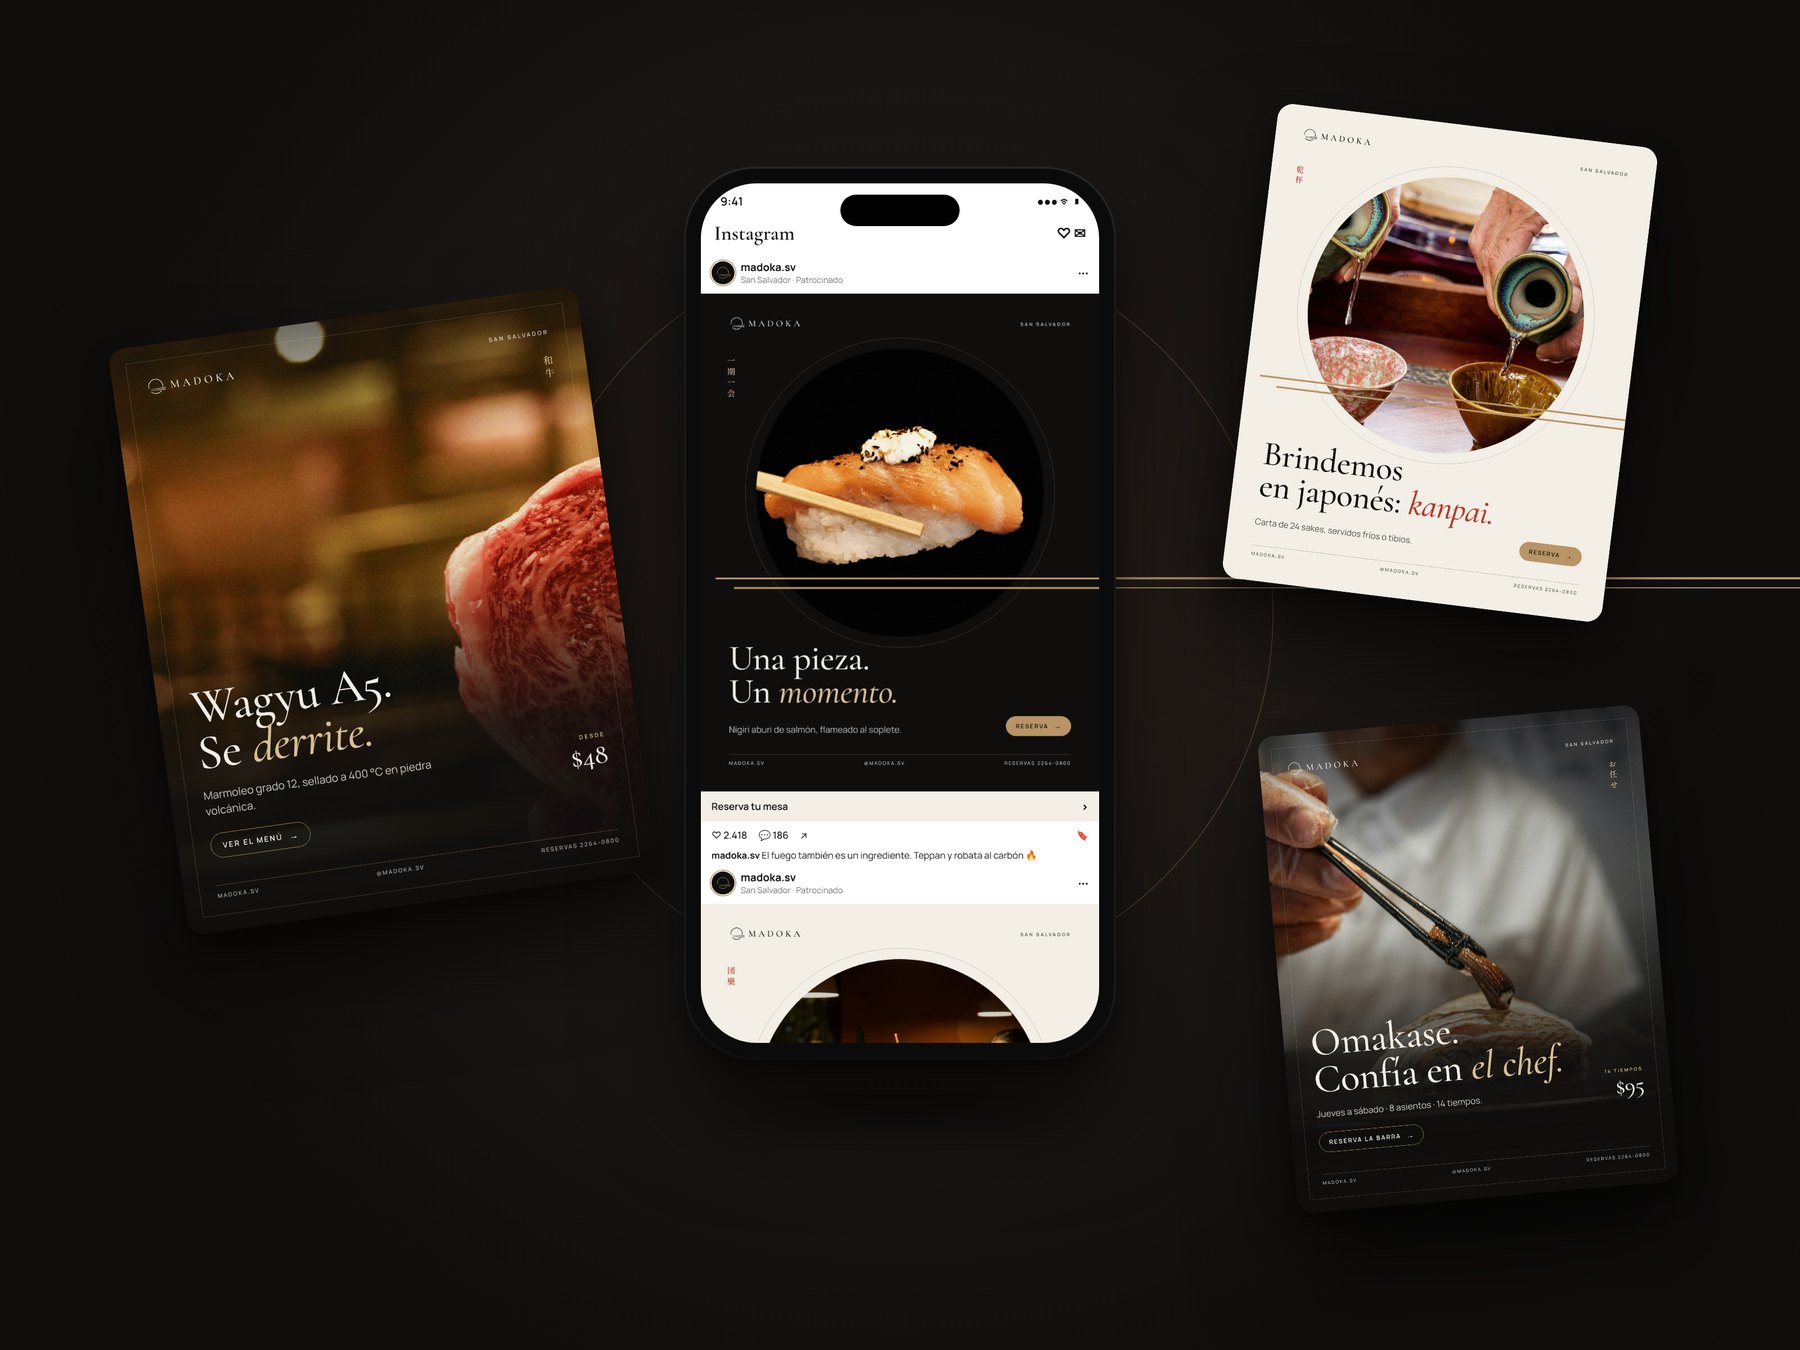 MADOKA
SAN SALVADOR
和牛
Wagyu A5.
Se derrite.
Marmoleo grado 12, sellado a 400 °C en piedra
volcánica.
DESDE
$48
VER EL MENÚ →
MADOKA.SV
@MADOKA.SV
RESERVAS 2264-0800
9:41
Instagram
madoka.sv
San Salvador · Patrocinado
MADOKA
SAN SALVADOR
一期一会
Una pieza.
Un momento.
Nigiri aburi de salmón, flameado al soplete.
RESERVA →
MADOKA.SV
@MADOKA.SV
RESERVAS 2264-0800
Reserva tu mesa
2.418
186
madoka.sv El fuego también es un ingrediente. Teppan y robata al carbón 🔥
madoka.sv
San Salvador · Patrocinado
MADOKA
SAN SALVADOR
団欒
MADOKA
SAN SALVADOR
乾杯
Brindemos
en japonés: kanpai.
Carta de 24 sakes, servidos fríos o tibios.
RESERVA →
MADOKA.SV
@MADOKA.SV
RESERVAS 2264-0800
MADOKA
SAN SALVADOR
お任せ
Omakase.
Confía en el chef.
Jueves a sábado · 8 asientos · 14 tiempos.
14 TIEMPOS
$95
RESERVA LA BARRA →
MADOKA.SV
@MADOKA.SV
RESERVAS 2264-0800